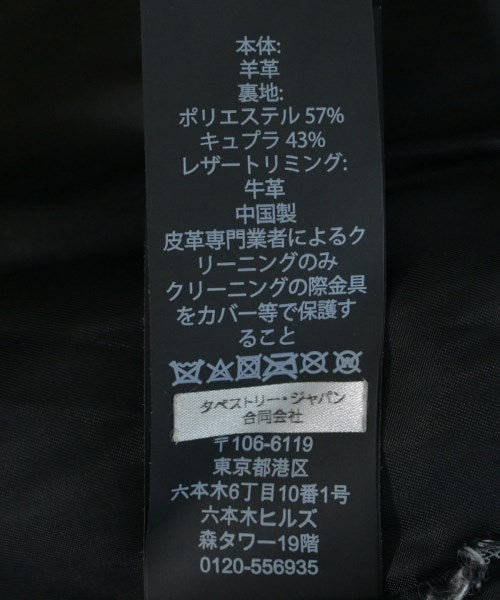 本体:
羊革
裏地:
ポリエステル 57%
キュプラ 43%
レザートリミング:
牛革
中国製
皮革専門業者によるク
リーニングのみ
クリーニングの際金具
をカバー等で保護す
ること
タペストリー・ジャパン
合同会社
〒106-6119
東京都港区
六本木6丁目10番1号
六本木ヒルズ
森タワー19階
0120-556935